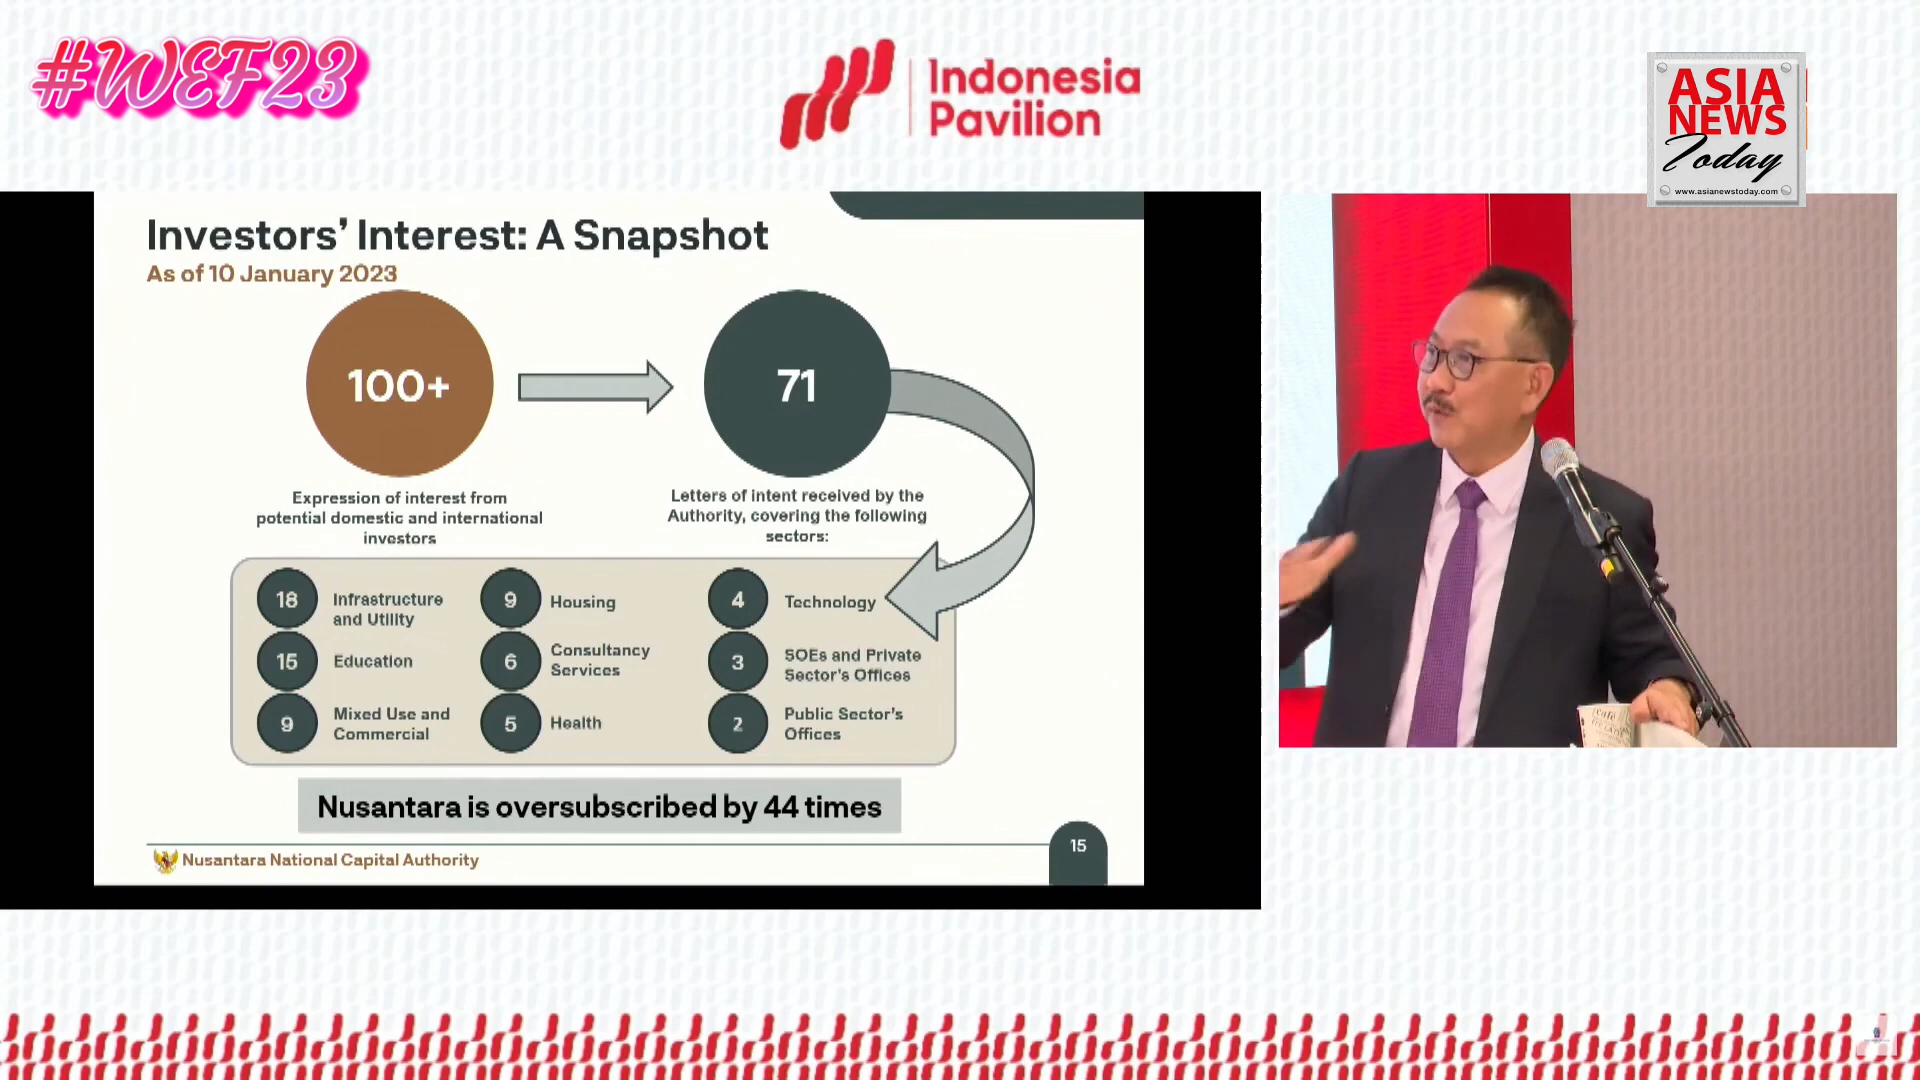 #WEF23
Indonesia
Pavilion
ASIA
NEWS
Today
www.asianewstoday.com
Investors’ Interest: A Snapshot
As of 10 January 2023
100+
71
Expression of interest from
potential domestic and international
investors
Letters of intent received by the
Authority, covering the following
sectors:
18
Infrastructure
and Utility
9
Housing
4
Technology
15
Education
6
Consultancy
Services
3
SOEs and Private
Sector's Offices
9
Mixed Use and
Commercial
5
Health
2
Public Sector's
Offices
Nusantara is oversubscribed by 44 times
Nusantara National Capital Authority
15